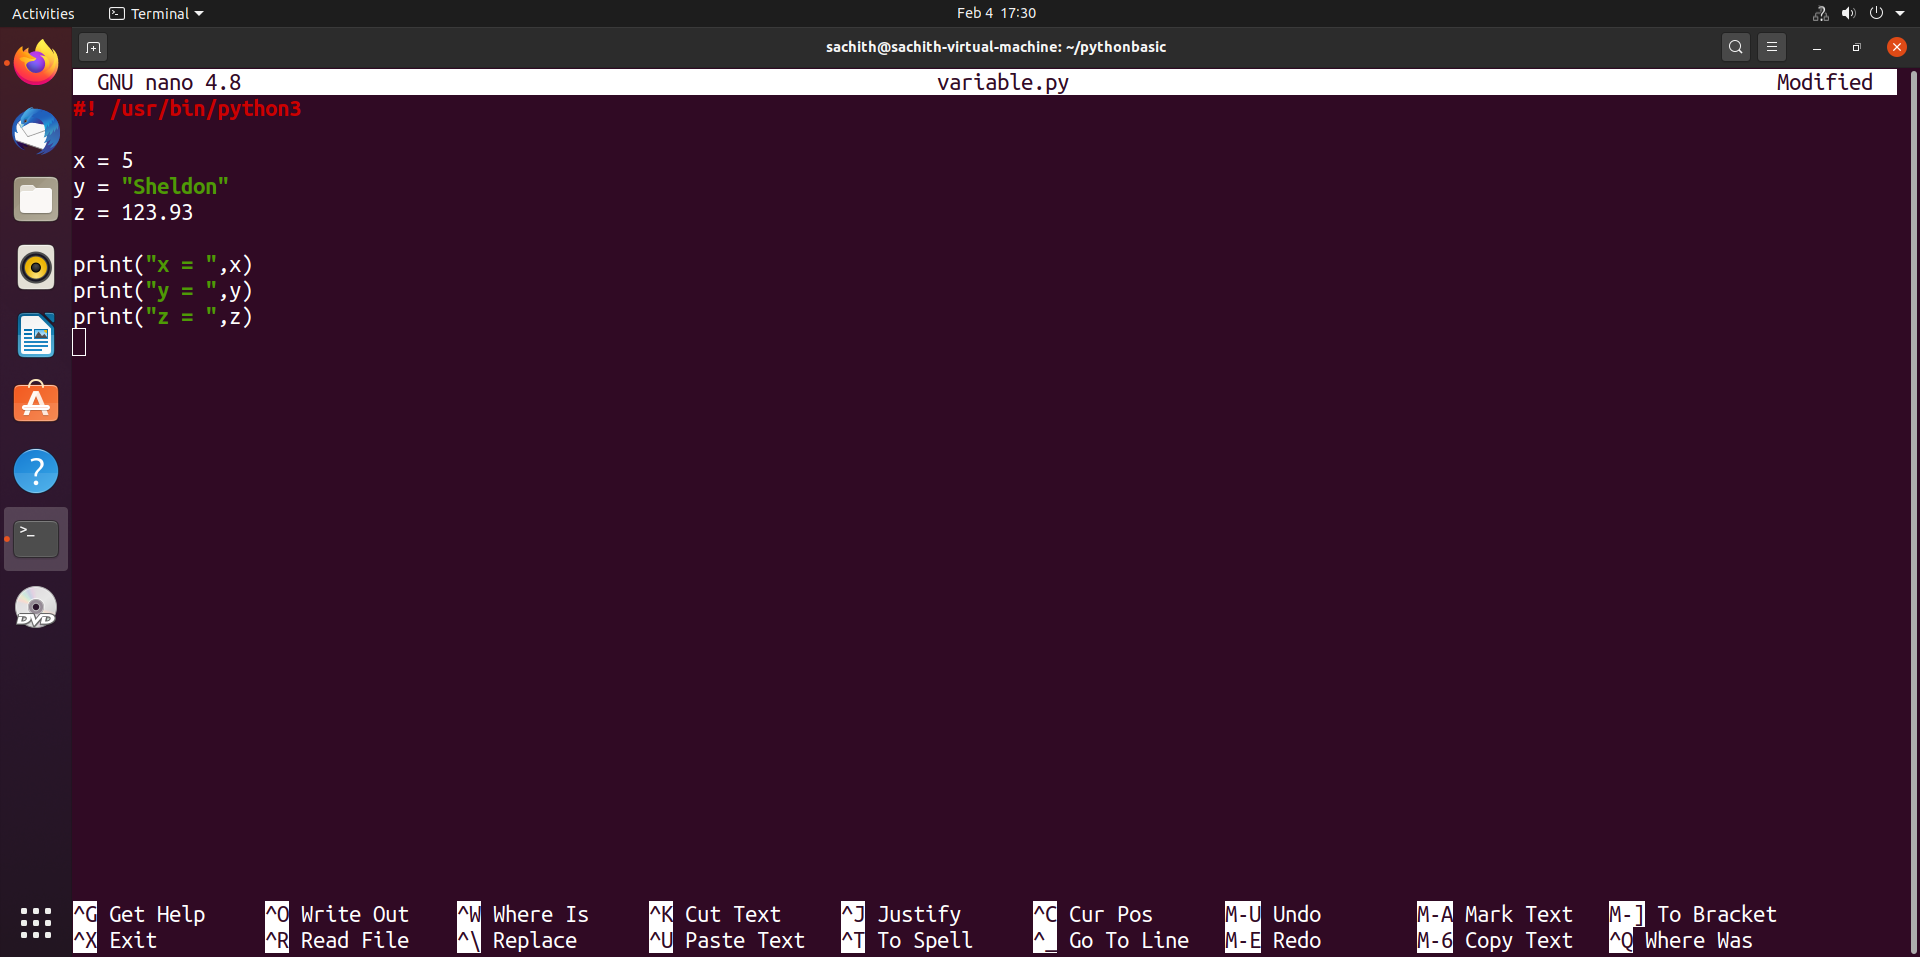 Activities Terminal Feb 4 17:30
sachith@sachith-virtual-machine: ~/pythonbasic
GNU nano 4.8 variable.py Modified
#! /usr/bin/python3
x = 5
y = "Sheldon"
z = 123.93
print("x = ",x)
print("y = ",y)
print("z = ",z)
?
>_
DVD
^G Get Help ^O Write Out ^W Where Is ^K Cut Text ^J Justify ^C Cur Pos M-U Undo M-A Mark Text M-] To Bracket
^X Exit ^R Read File ^\ Replace ^U Paste Text ^T To Spell ^_ Go To Line M-E Redo M-6 Copy Text ^Q Where Was